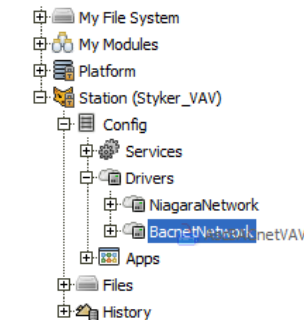 My File System
My Modules
Platform
Station (Styker_VAV)
Config
Services
Drivers
NiagaraNetwork
BacnetNetwork
Apps
Files
History